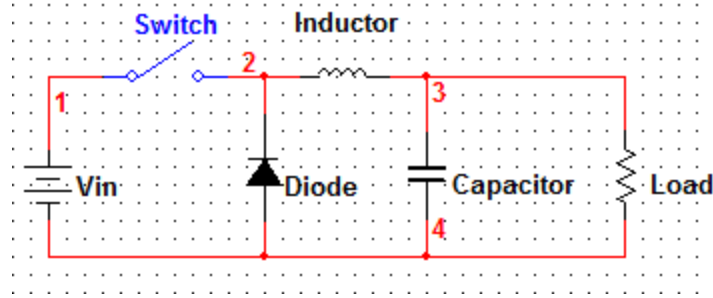 Switch
Inductor
2
1
3
Vin
Diode
Capacitor
Load
4